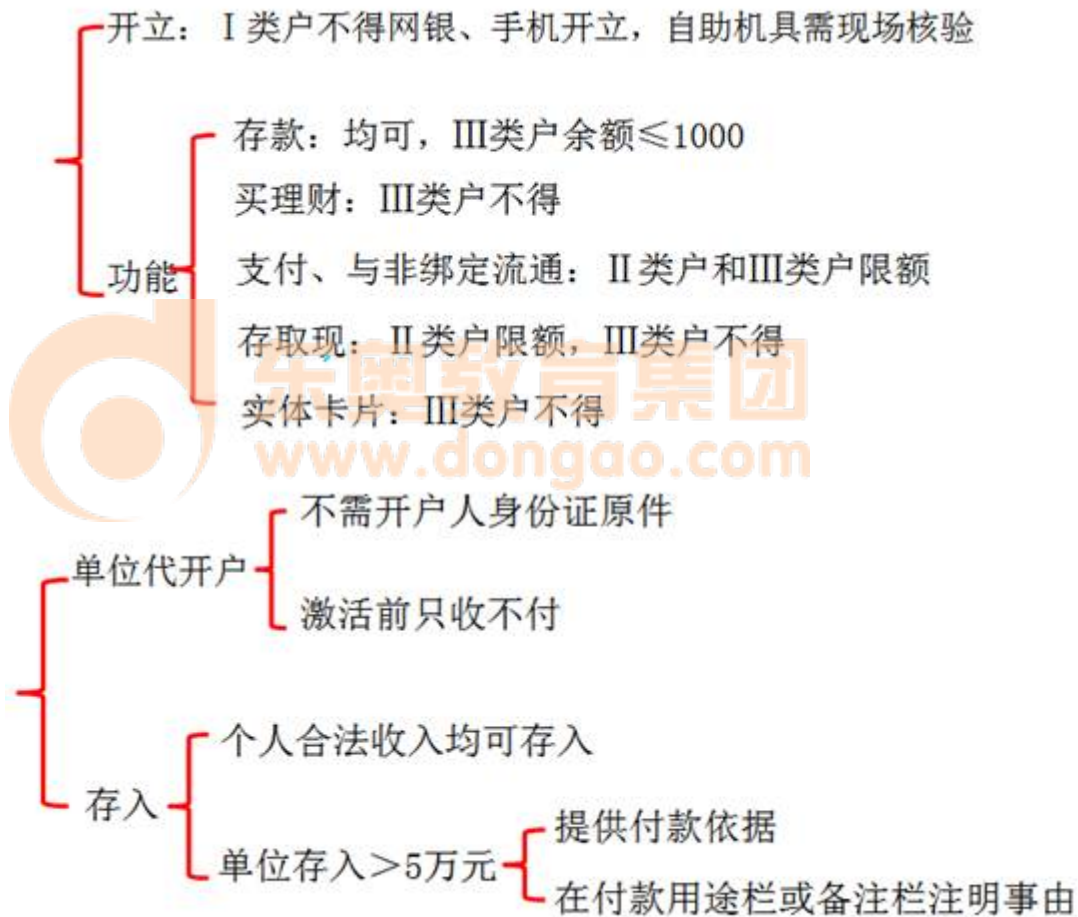 开立：Ⅰ类户不得网银、手机开立，自助机具需现场核验
功能
存款：均可，Ⅲ类户余额≤1000
买理财：Ⅲ类户不得
支付、与非绑定流通：Ⅱ类户和Ⅲ类户限额
存取现：Ⅱ类户限额，Ⅲ类户不得
实体卡片：Ⅲ类户不得
东奥教育集团
www.dongao.com
单位代开户
不需开户人身份证原件
激活前只收不付
存入
个人合法收入均可存入
单位存入＞5万元
提供付款依据
在付款用途栏或备注栏注明事由